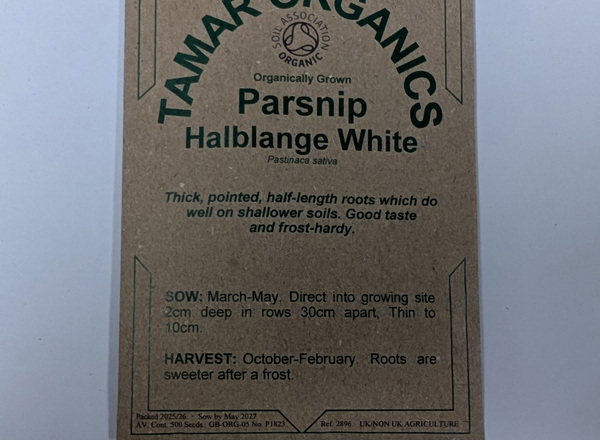 TAMAR ORGANICS
SOIL ASSOCIATION
ORGANIC
Organically Grown
Parsnip
Halblange White
Pastinaca sativa
Thick, pointed, half-length roots which do
well on shallower soils. Good taste
and frost-hardy.
SOW: March-May. Direct into growing site
2cm deep in rows 30cm apart, Thin to
10cm.
HARVEST: October-February. Roots are
sweeter after a frost.
Packed 2025/26 - Sow by May 2027
A.V. Cont. 500 Seeds. GB-ORG-05 No. P1823
Ref. 2896 UK/NON UK AGRICULTURE